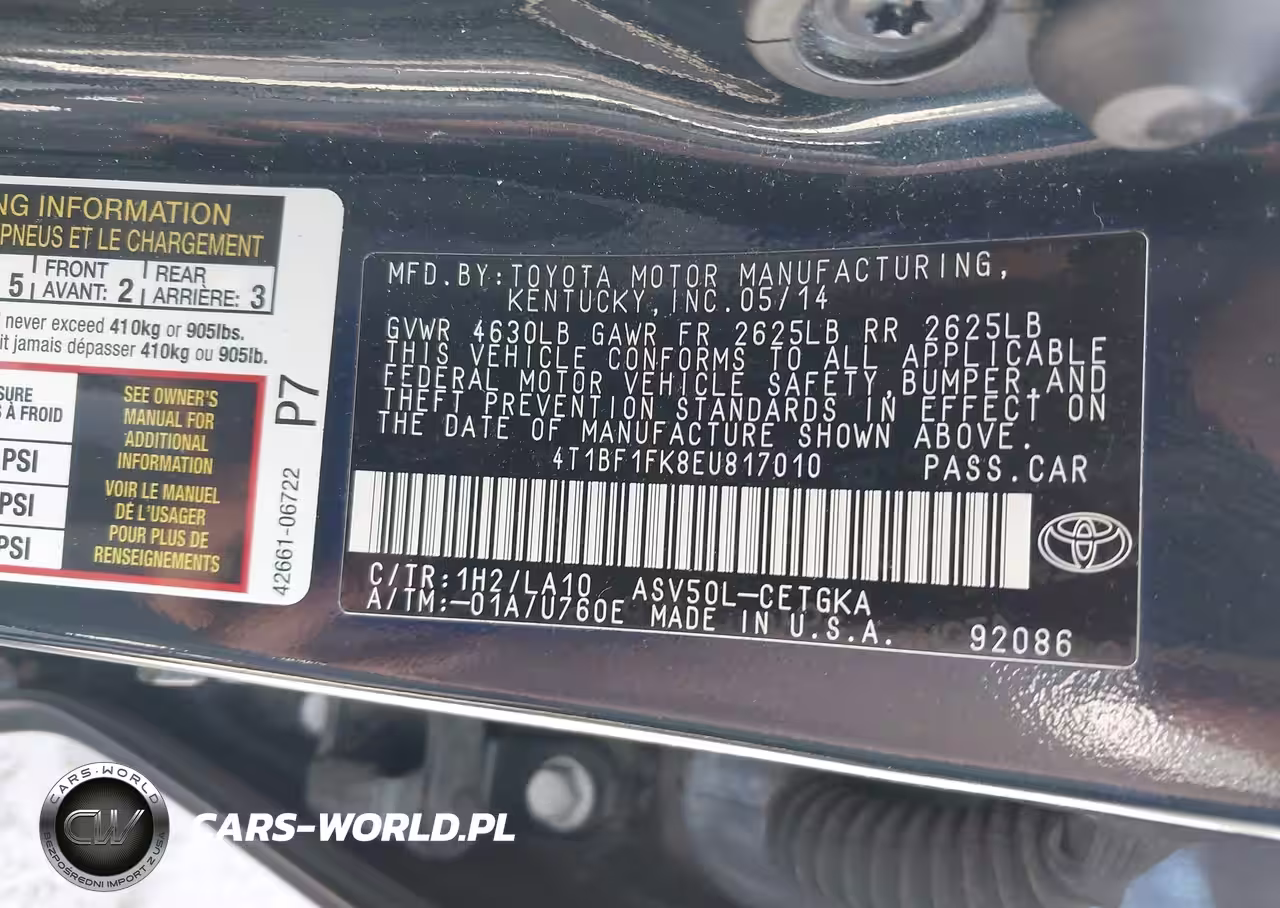 NG INFORMATION
PNEUS ET LE CHARGEMENT
5 FRONT AVANT: 2 REAR ARRIÈRE: 3
never exceed 410kg or 905lbs.
it jamais dépasser 410kg ou 905lb.
SURE
À FROID
PSI
PSI
PSI
SEE OWNER'S
MANUAL FOR
ADDITIONAL
INFORMATION
VOIR LE MANUEL
DE L'USAGER
POUR PLUS DE
RENSEIGNEMENTS
P7
42661-06722
MFD.BY:TOYOTA MOTOR MANUFACTURING,
KENTUCKY, INC.05/14
GVWR 4630LB GAWR FR 2625LB RR 2625LB
THIS VEHICLE CONFORMS TO ALL APPLICABLE
FEDERAL MOTOR VEHICLE SAFETY,BUMPER,AND
THEFT PREVENTION STANDARDS IN EFFECT ON
THE DATE OF MANUFACTURE SHOWN ABOVE.
4T1BF1FK8EU817010 PASS.CAR
C/TR:1H2/LA10 ASV50L-CETGKA
A/TM:-01A/U760E MADE IN U.S.A.
92086
CARS-WORLD
CW
BEZPOŚREDNI IMPORT Z USA
CARS-WORLD.PL